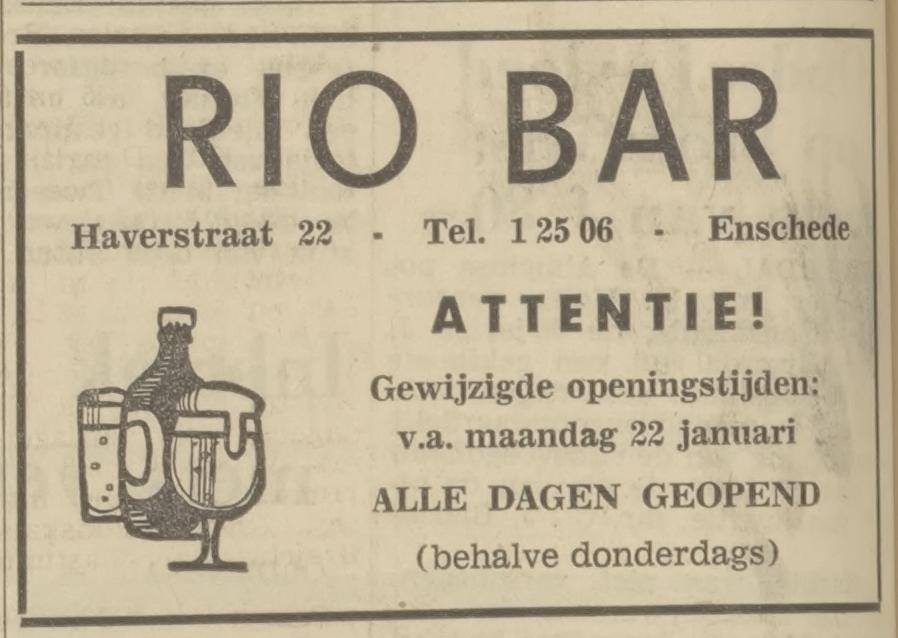 RIO BAR
Haverstraat 22 - Tel. 1 25 06 - Enschede
ATTENTIE!
Gewijzigde openingstijden:
v.a. maandag 22 januari
ALLE DAGEN GEOPEND
(behalve donderdags)